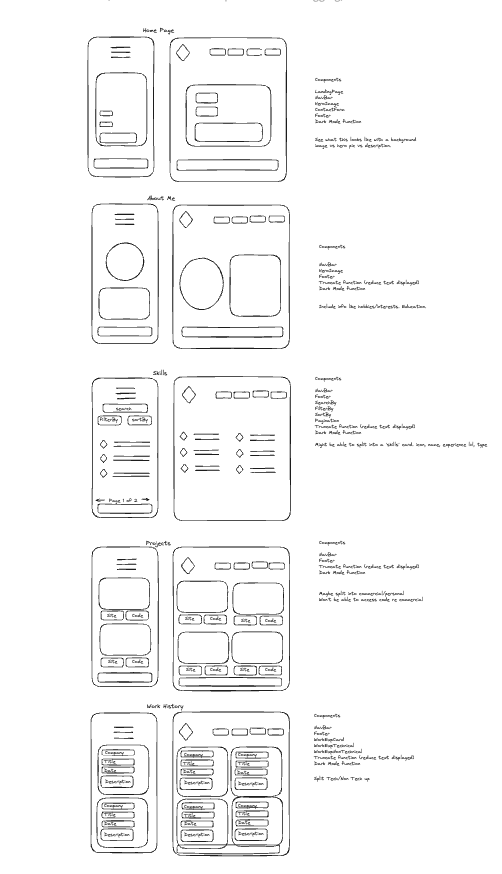 Home Page
Components
LandingPage
NavBar
HeroImage
ContactForm
Footer
Dark Mode function
See what this looks like with a background
image vs hero pic vs description
About Me
Components
NavBar
HeroImage
Footer
Truncate function (reduce text displayed)
Dark Mode function
Include info like hobbies/interests. Education.
Skills
Search
FilterBy
SortBy
Page 1 of 2
Components
NavBar
Footer
SearchBy
FilterBy
SortBy
Pagination
Truncate function (reduce text displayed)
Dark Mode function
Might be able to split into a 'skills' card. icon, name, experience lvl, type
Projects
Site Code
Site Code
Site Code Site Code
Site Code Site Code
Components
NavBar
Footer
Truncate function (reduce text displayed)
Dark Mode function
Maybe split into commercial/personal
Won't be able to access code re commercial
Work History
Company
Title
Date
Description
Company
Title
Date
Description
Company Company
Title Title
Date Date
Description Description
Company Company
Title Title
Date Date
Description Description
Components
NavBar
Footer
WorkExpCard
WorkExpTechnical
WorkExpNonTechnical
Truncate function (reduce text displayed)
Dark Mode function
Split Tech/Non Tech up